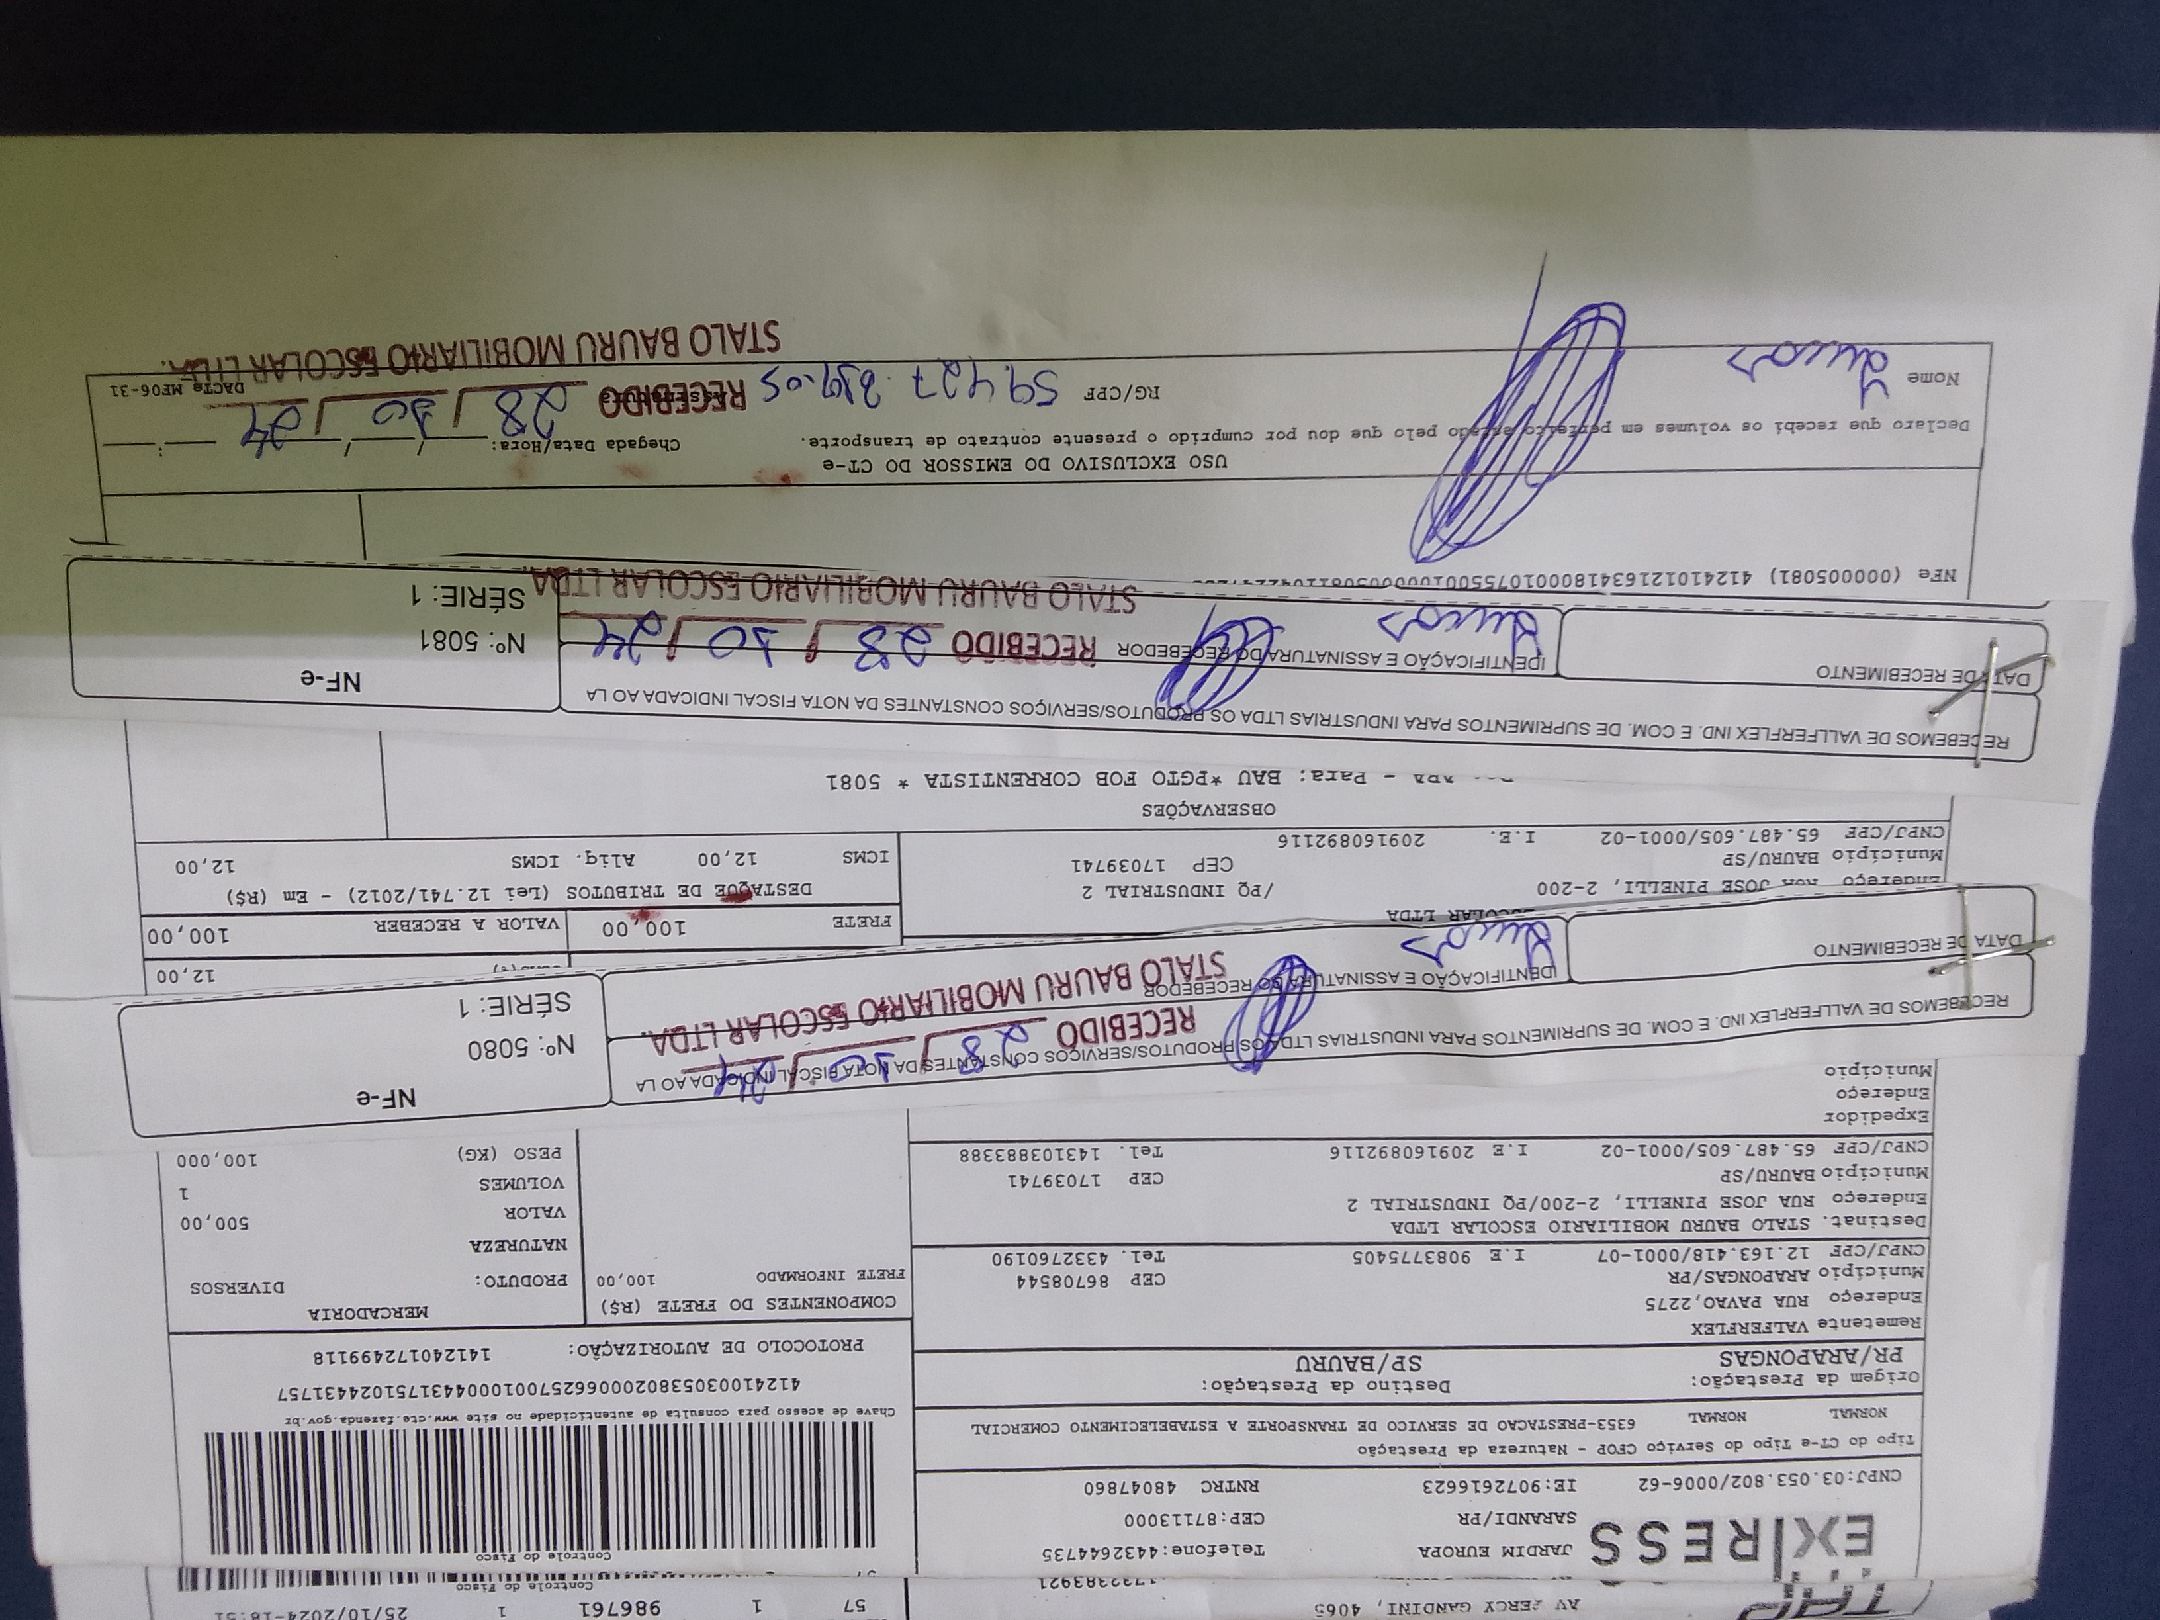 TAP
EXPRESS
AV PERCY GANDINI, 4065
57 1 986761 1 25/10/2024-18:51
Controle do Fisco
JARDIM EUROPA Telefone:4432644735
SARANDI/PR CEP:87113000
CNPJ:03.053.802/0006-62 IE:9072616623 RNTRC 48047860
Controle do Fisco
Tipo do CT-e Tipo do Serviço CFOP - Natureza da Prestação
NORMAL NORMAL 6353-PRESTACAO DE SERVICO DE TRANSPORTE A ESTABELECIMENTO COMERCIAL
Chave de acesso para consulta de autenticidade no site www.cte.fazenda.gov.br
41241003053802000662570010004431751024431757
Origem da Prestação: Destino da Prestação:
PR/ARAPONGAS SP/BAURU
PROTOCOLO DE AUTORIZAÇÃO: 141240172499118
Remetente VALFERFLEX
Endereço RUA PAVAO,2275
Município ARAPONGAS/PR CEP 86708544
CNPJ/CPF 12.163.418/0001-07 I.E 9083775405 Tel. 4332760190
Destinat. STALO BAURU MOBILIARIO ESCOLAR LTDA
Endereço RUA JOSE PINELLI, 2-200/PQ INDUSTRIAL 2
Município BAURU/SP CEP 17039741
CNPJ/CPF 65.487.605/0001-02 I.E 209160892116 Tel. 143103883388
Expedidor
Endereço
Município
COMPONENTES DO FRETE (R$)
FRETE INFORMADO 100,00
MERCADORIA
PRODUTO: DIVERSOS
NATUREZA
VALOR 500,00
VOLUMES 1
PESO (KG) 100,000
RECEBEMOS DE VALLFERFLEX IND. E COM. DE SUPRIMENTOS PARA INDUSTRIAS LTDA OS PRODUTOS/SERVIÇOS CONSTANTES DA NOTA FISCAL INDICADA AO LA
DATA DE RECEBIMENTO
IDENTIFICAÇÃO E ASSINATURA DO RECEBEDOR
Lucas
RECEBIDO 28/10/24
STALO BAURU MOBILIARIO ESCOLAR LTDA.
NF-e
Nº: 5080
SÉRIE: 1
12,00
ESCOLAR LTDA
Endereço RUA JOSE PINELLI, 2-200 /PQ INDUSTRIAL 2
Município BAURU/SP CEP 17039741
CNPJ/CPF 65.487.605/0001-02 I.E. 209160892116
FRETE 100,00 VALOR A RECEBER 100,00
DESTAQUE DE TRIBUTOS (Lei 12.741/2012) - Em (R$)
ICMS 12,00 Aliq. ICMS 12,00
OBSERVAÇÕES
- Para: BAU *PGTO FOB CORRENTISTA * 5081
RECEBEMOS DE VALLFERFLEX IND. E COM. DE SUPRIMENTOS PARA INDUSTRIAS LTDA OS PRODUTOS/SERVIÇOS CONSTANTES DA NOTA FISCAL INDICADA AO LA
DATA DE RECEBIMENTO
IDENTIFICAÇÃO E ASSINATURA DO RECEBEDOR
Lucas
RECEBIDO 28/10/24
STALO BAURU MOBILIARIO ESCOLAR LTDA.
NF-e
Nº: 5081
SÉRIE: 1
NFe (000005081)
USO EXCLUSIVO DO EMISSOR DO CT-e
Declaro que recebi os volumes em perfeito estado pelo que dou por cumprido o presente contrato de transporte.
Chegada Data/Hora:
Nome Lucas
RG/CPF
Assinatura
DACTe MF06-31
RECEBIDO 28/10/24
STALO BAURU MOBILIARIO ESCOLAR LTDA.